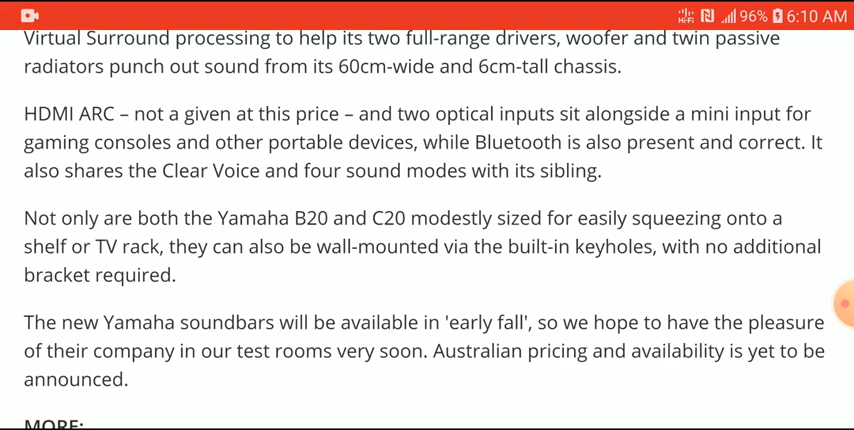 96% 6:10 AM
Virtual Surround processing to help its two full-range drivers, woofer and twin passive
radiators punch out sound from its 60cm-wide and 6cm-tall chassis.
HDMI ARC – not a given at this price – and two optical inputs sit alongside a mini input for
gaming consoles and other portable devices, while Bluetooth is also present and correct. It
also shares the Clear Voice and four sound modes with its sibling.
Not only are both the Yamaha B20 and C20 modestly sized for easily squeezing onto a
shelf or TV rack, they can also be wall-mounted via the built-in keyholes, with no additional
bracket required.
The new Yamaha soundbars will be available in 'early fall', so we hope to have the pleasure
of their company in our test rooms very soon. Australian pricing and availability is yet to be
announced.
MORE: